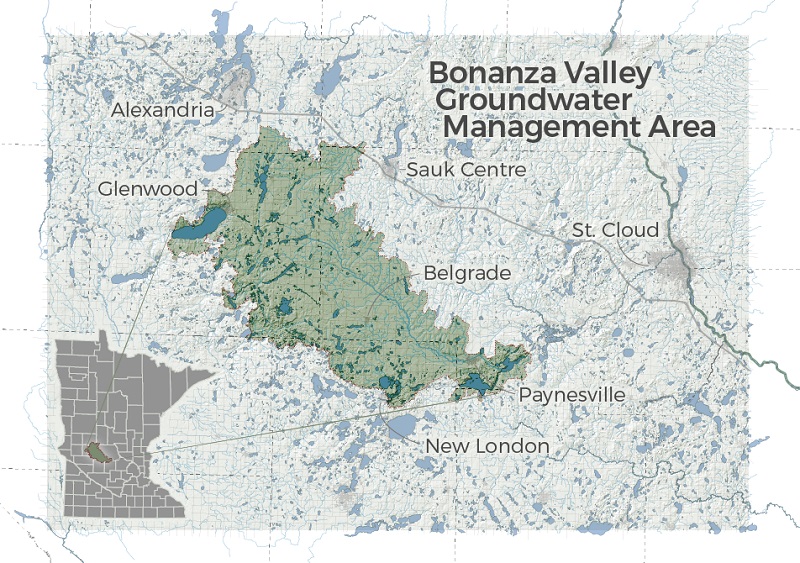 Bonanza Valley
Groundwater
Management Area
Alexandria
Sauk Centre
Glenwood
St. Cloud
Belgrade
Paynesville
New London